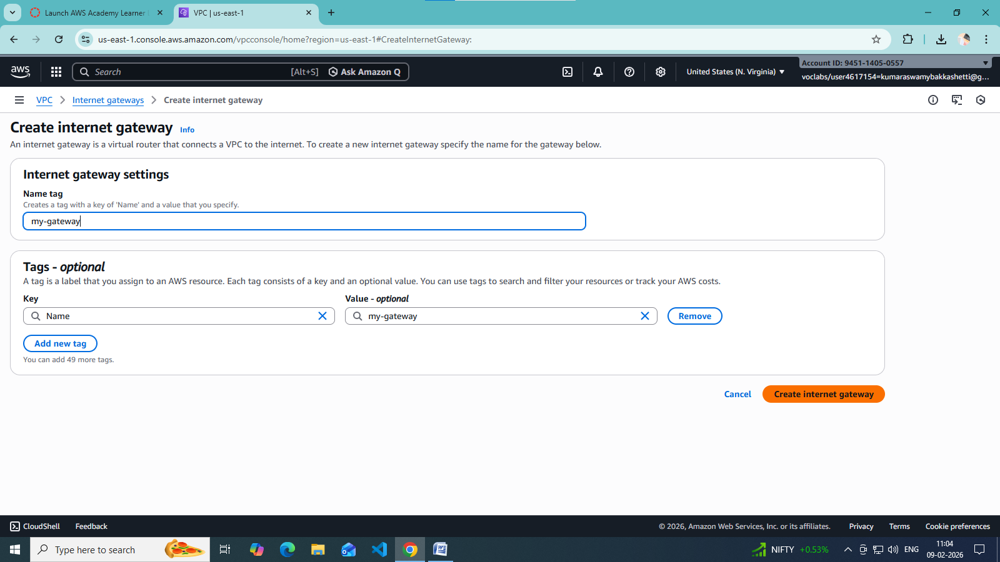 Launch AWS Academy Learner
VPC | us-east-1
us-east-1.console.aws.amazon.com/vpcconsole/home?region=us-east-1#CreateInternetGateway:
aws
Search
[Alt+S]
Ask Amazon Q
United States (N. Virginia)
Account ID: 9451-1405-0557
voclabs/user4617154=kumaraswamybakkashetti@g...
VPC
Internet gateways
Create internet gateway
Create internet gateway Info
An internet gateway is a virtual router that connects a VPC to the internet. To create a new internet gateway specify the name for the gateway below.
Internet gateway settings
Name tag
Creates a tag with a key of 'Name' and a value that you specify.
my-gateway
Tags - optional
A tag is a label that you assign to an AWS resource. Each tag consists of a key and an optional value. You can use tags to search and filter your resources or track your AWS costs.
Key
Value - optional
Name
my-gateway
Remove
Add new tag
You can add 49 more tags.
Cancel
Create internet gateway
CloudShell
Feedback
© 2026, Amazon Web Services, Inc. or its affiliates.
Privacy
Terms
Cookie preferences
Type here to search
NIFTY +0.53%
ENG
11:04
09-02-2026